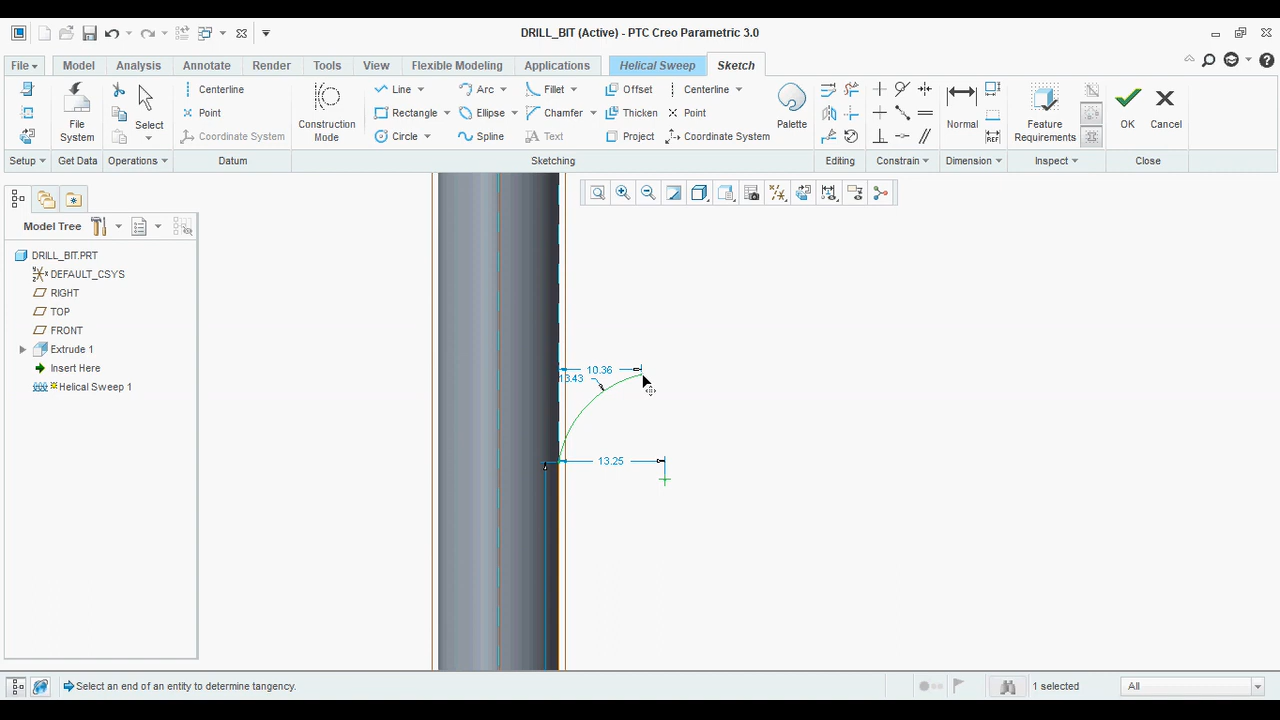 DRILL_BIT (Active) - PTC Creo Parametric 3.0
File Model Analysis Annotate Render Tools View Flexible Modeling Applications Helical Sweep Sketch
Centerline Line Arc Fillet Offset Centerline
Point Rectangle Ellipse Chamfer Thicken Point
Coordinate System Circle Spline Text Project Coordinate System
File System Select Construction Mode Palette Normal Feature Requirements OK Cancel
Setup Get Data Operations Datum Sketching Editing Constrain Dimension Inspect Close
Model Tree
DRILL_BIT.PRT
DEFAULT_CSYS
RIGHT
TOP
FRONT
Extrude 1
Insert Here
Helical Sweep 1
10.36
13.43
13.25
Select an end of an entity to determine tangency.
1 selected
All